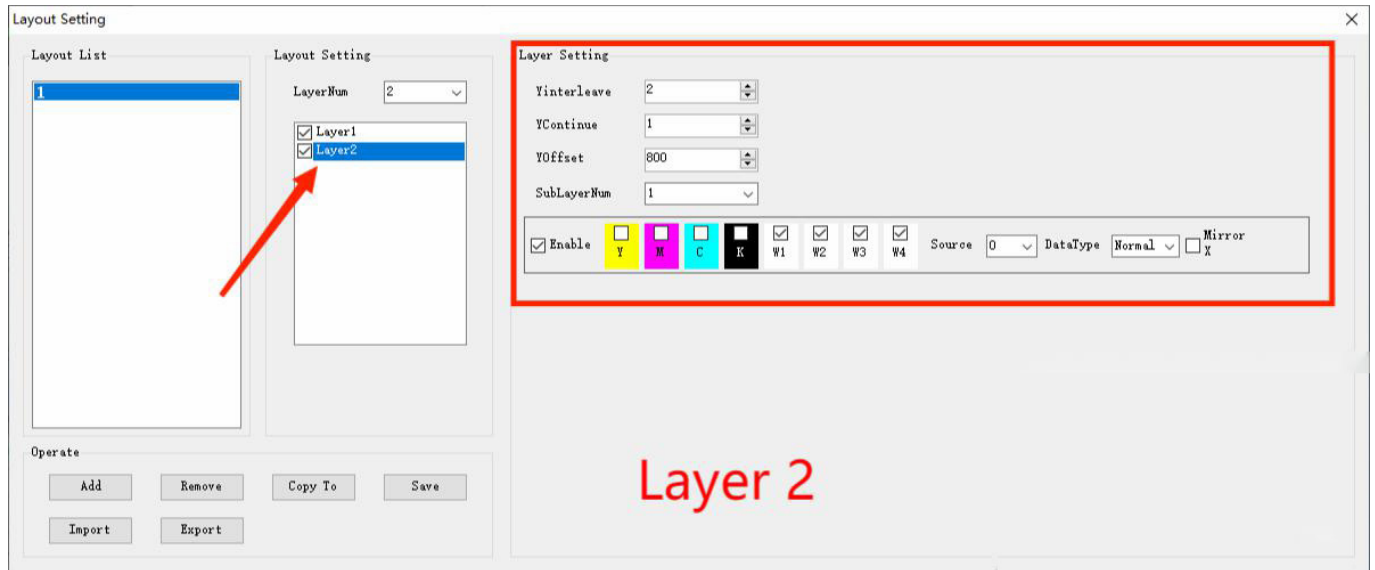 Layout Setting
Layout List
1
Layout Setting
LayerNum 2
Layer1
Layer2
Layer Setting
Yinterleave 2
YContinue 1
YOffset 800
SubLayerNum 1
Enable Y M C K W1 W2 W3 W4 Source 0 DataType Normal Mirror X
Operate
Add Remove Copy To Save
Import Export
Layer 2